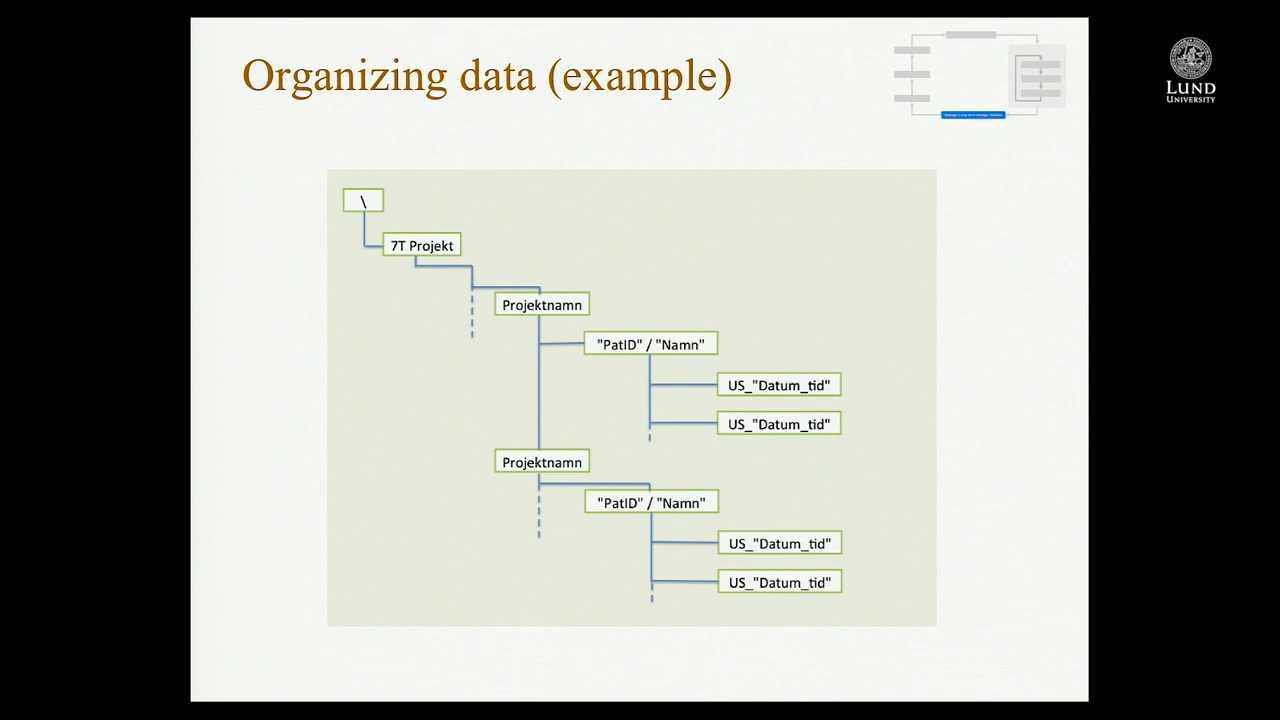 Organizing data (example)
LUND
UNIVERSITY
\
7T Projekt
Projektnamn
"PatID" / "Namn"
US_"Datum_tid"
US_"Datum_tid"
Projektnamn
"PatID" / "Namn"
US_"Datum_tid"
US_"Datum_tid"